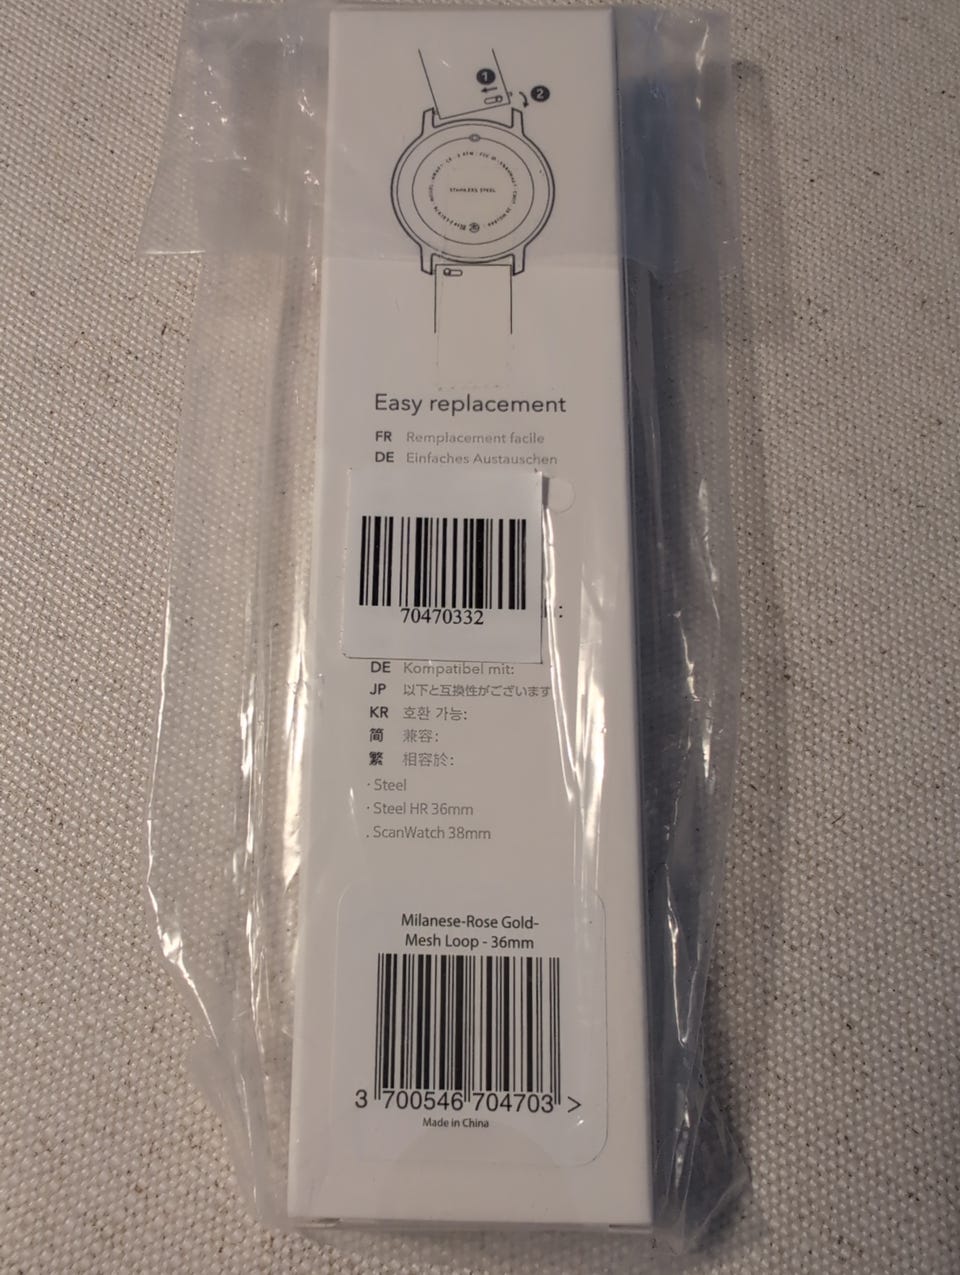 1
2
STAINLESS STEEL
Easy replacement
FR Remplacement facile
DE Einfaches Austauschen
70470332
DE Kompatibel mit:
JP 以下と互換性がございます
KR 호환 가능:
简 兼容:
繁 相容於:
· Steel
· Steel HR 36mm
. ScanWatch 38mm
Milanese-Rose Gold-
Mesh Loop - 36mm
3 700546 704703 >
Made in China